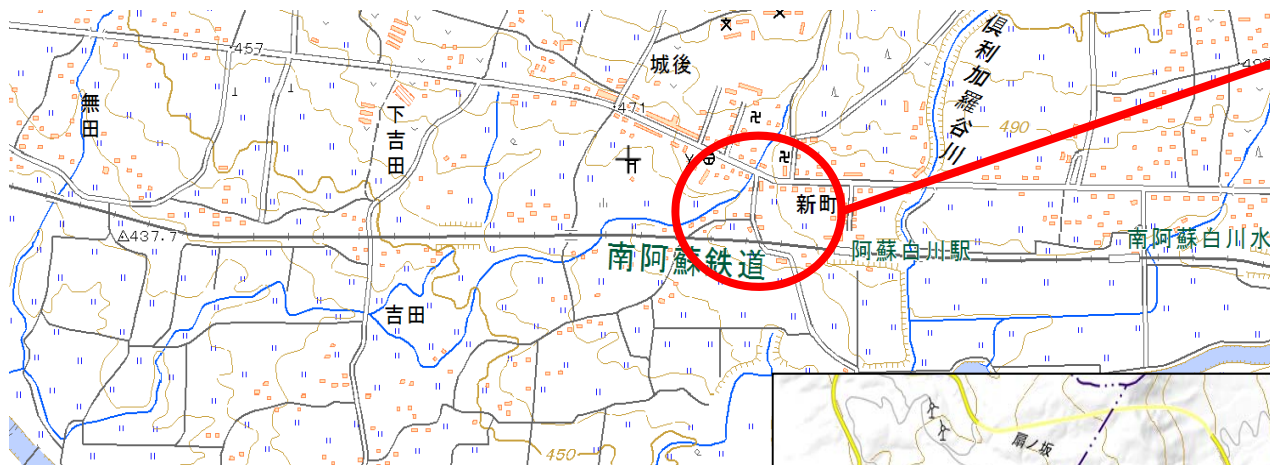 457
無田
下吉田
城後
471
倶利加羅谷川
490
新町
437.7
南阿蘇鉄道
阿蘇白川駅
南阿蘇白川水
吉田
450
扇ノ坂